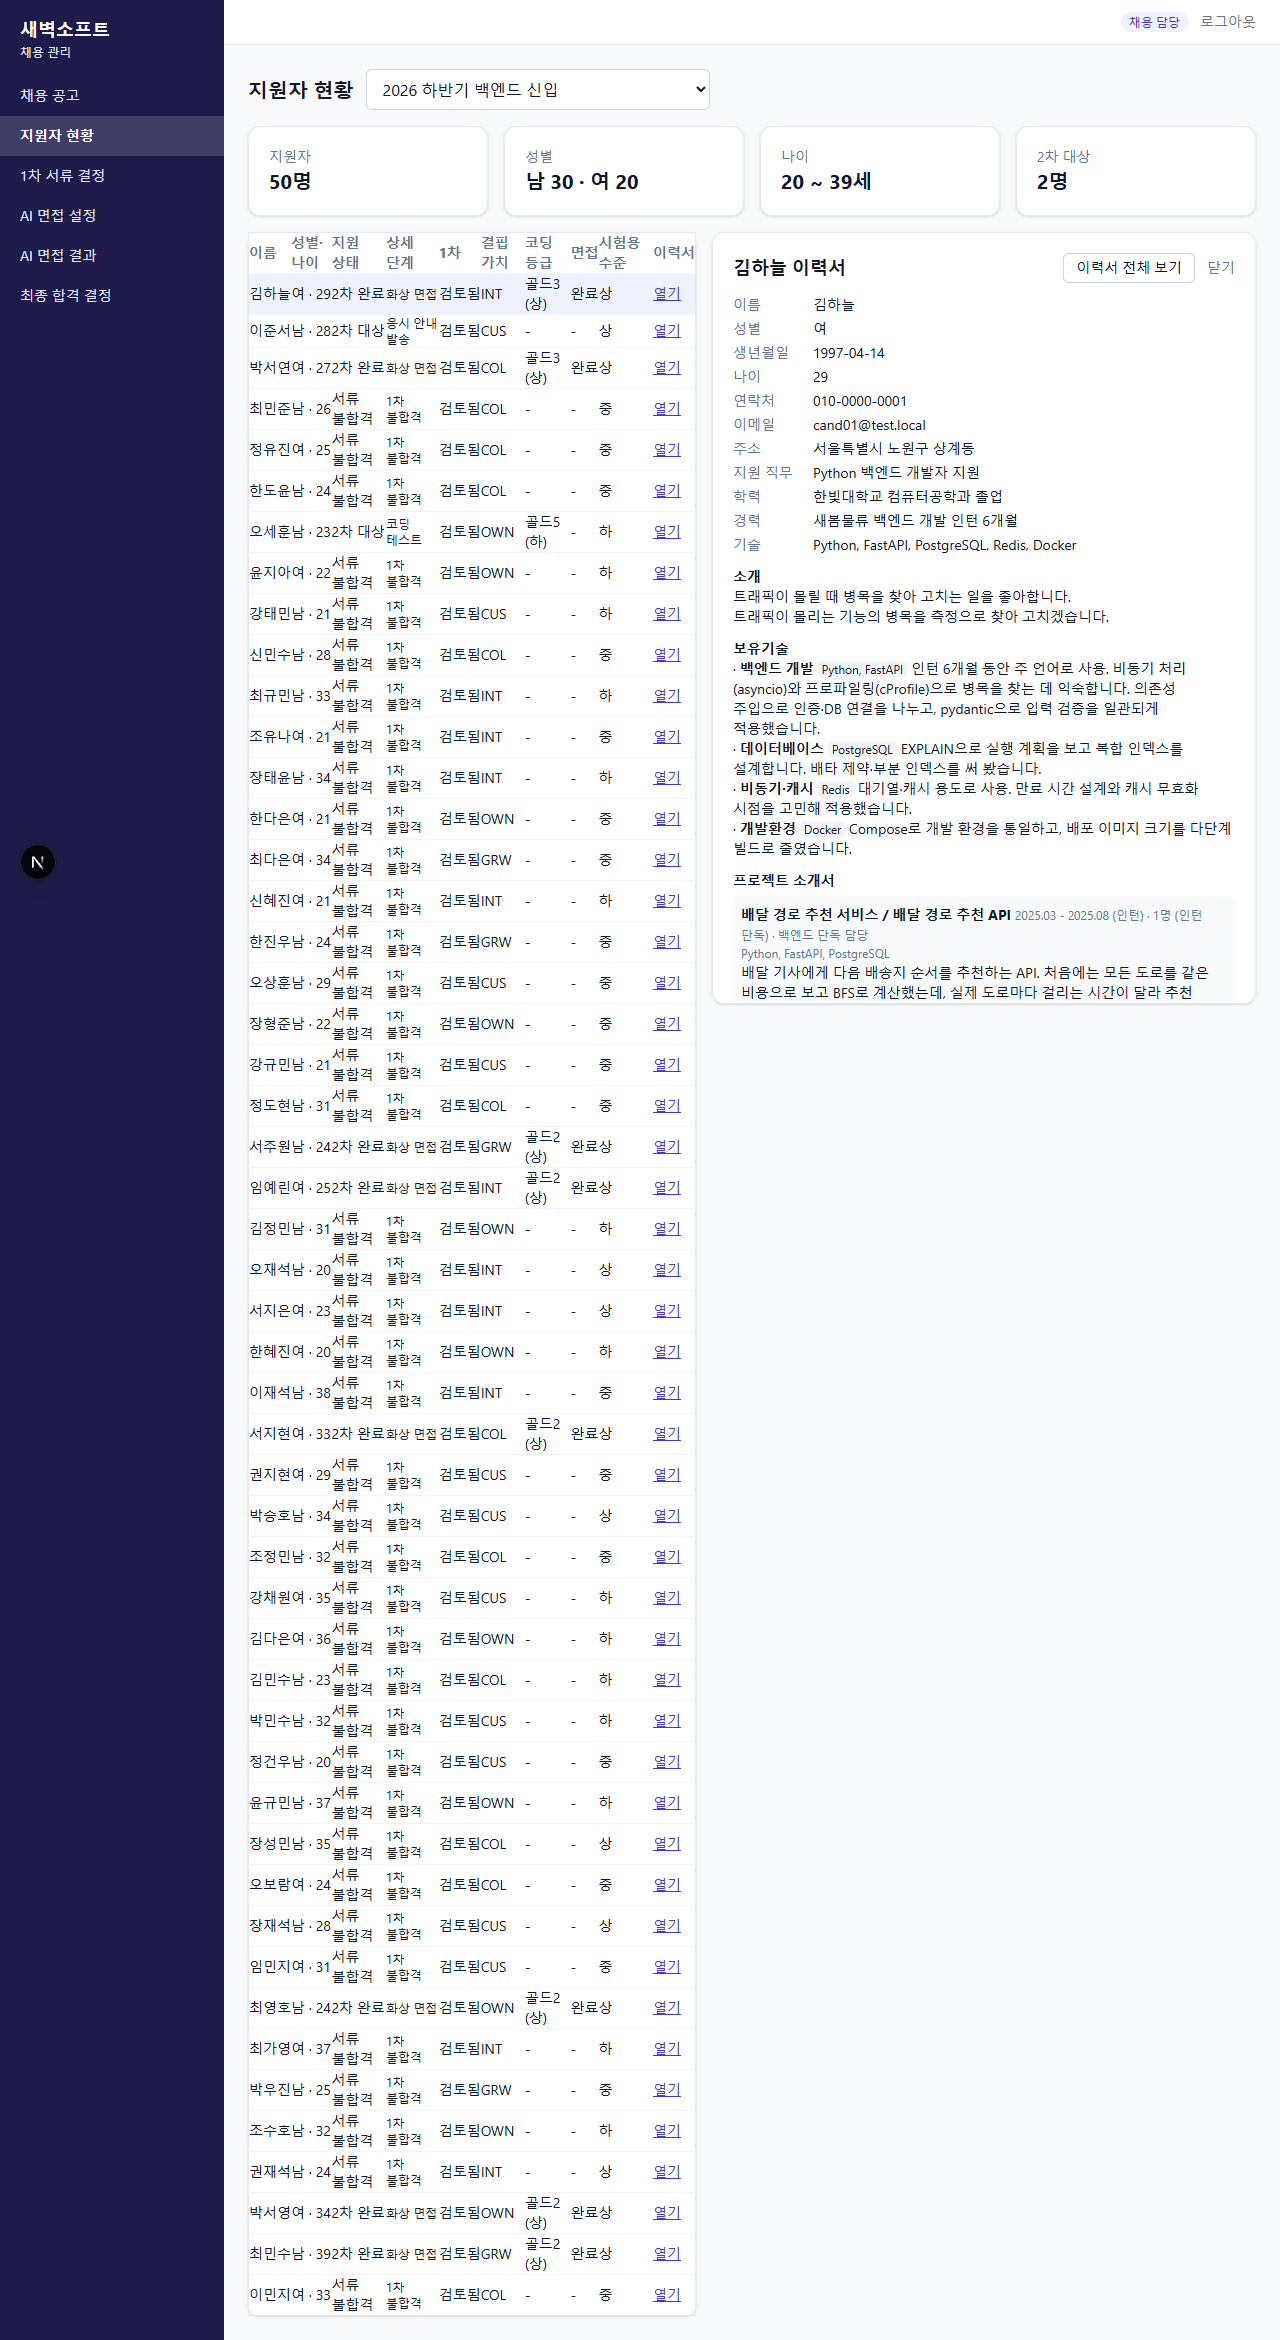 새벽소프트
채용 관리
채용 공고
지원자 현황
1차 서류 결정
AI 면접 설정
AI 면접 결과
최종 합격 결정
채용 담당 로그아웃
지원자 현황 2026 하반기 백엔드 신입
지원자
50명
성별
남 30 · 여 20
나이
20 ~ 39세
2차 대상
2명
이름 성별·나이 지원 상태 상세 단계 1차 결핍 가치 코딩 등급 면접 시험용 수준 이력서
김하늘 여 · 29 2차 완료 화상 면접 검토됨 INT 골드3 (상) 완료 상 열기
이준서 남 · 28 2차 대상 응시 안내 발송 검토됨 CUS - - 상 열기
박서연 여 · 27 2차 완료 화상 면접 검토됨 COL 골드3 (상) 완료 상 열기
최민준 남 · 26 서류 불합격 1차 불합격 검토됨 COL - - 중 열기
정유진 여 · 25 서류 불합격 1차 불합격 검토됨 COL - - 중 열기
한도윤 남 · 24 서류 불합격 1차 불합격 검토됨 COL - - 중 열기
오세훈 남 · 23 2차 대상 코딩 테스트 검토됨 OWN 골드5 (하) - 하 열기
윤지아 여 · 22 서류 불합격 1차 불합격 검토됨 OWN - - 하 열기
강태민 남 · 21 서류 불합격 1차 불합격 검토됨 CUS - - 하 열기
신민수 남 · 28 서류 불합격 1차 불합격 검토됨 COL - - 중 열기
최규민 남 · 33 서류 불합격 1차 불합격 검토됨 INT - - 하 열기
조유나 여 · 21 서류 불합격 1차 불합격 검토됨 INT - - 중 열기
장태윤 남 · 34 서류 불합격 1차 불합격 검토됨 INT - - 하 열기
한다은 여 · 21 서류 불합격 1차 불합격 검토됨 OWN - - 중 열기
최다은 여 · 34 서류 불합격 1차 불합격 검토됨 GRW - - 중 열기
신혜진 여 · 21 서류 불합격 1차 불합격 검토됨 INT - - 하 열기
한진우 남 · 24 서류 불합격 1차 불합격 검토됨 GRW - - 중 열기
오상훈 남 · 29 서류 불합격 1차 불합격 검토됨 CUS - - 중 열기
장형준 남 · 22 서류 불합격 1차 불합격 검토됨 OWN - - 중 열기
강규민 남 · 21 서류 불합격 1차 불합격 검토됨 CUS - - 중 열기
정도현 남 · 31 서류 불합격 1차 불합격 검토됨 COL - - 중 열기
서주원 남 · 24 2차 완료 화상 면접 검토됨 GRW 골드2 (상) 완료 상 열기
임예린 여 · 25 2차 완료 화상 면접 검토됨 INT 골드2 (상) 완료 상 열기
김정민 남 · 31 서류 불합격 1차 불합격 검토됨 OWN - - 하 열기
오재석 남 · 20 서류 불합격 1차 불합격 검토됨 INT - - 상 열기
서지은 여 · 23 서류 불합격 1차 불합격 검토됨 INT - - 상 열기
한혜진 여 · 20 서류 불합격 1차 불합격 검토됨 OWN - - 하 열기
이재석 남 · 38 서류 불합격 1차 불합격 검토됨 INT - - 중 열기
서지현 여 · 33 2차 완료 화상 면접 검토됨 COL 골드2 (상) 완료 상 열기
권지현 여 · 29 서류 불합격 1차 불합격 검토됨 CUS - - 중 열기
박승호 남 · 34 서류 불합격 1차 불합격 검토됨 CUS - - 상 열기
조정민 남 · 32 서류 불합격 1차 불합격 검토됨 COL - - 중 열기
강채원 여 · 35 서류 불합격 1차 불합격 검토됨 CUS - - 하 열기
김다은 여 · 36 서류 불합격 1차 불합격 검토됨 OWN - - 하 열기
김민수 남 · 23 서류 불합격 1차 불합격 검토됨 COL - - 하 열기
박민수 남 · 32 서류 불합격 1차 불합격 검토됨 CUS - - 하 열기
정건우 남 · 20 서류 불합격 1차 불합격 검토됨 CUS - - 중 열기
윤규민 남 · 37 서류 불합격 1차 불합격 검토됨 OWN - - 하 열기
장성민 남 · 35 서류 불합격 1차 불합격 검토됨 COL - - 상 열기
오보람 여 · 24 서류 불합격 1차 불합격 검토됨 COL - - 중 열기
장재석 남 · 28 서류 불합격 1차 불합격 검토됨 CUS - - 상 열기
임민지 여 · 31 서류 불합격 1차 불합격 검토됨 CUS - - 중 열기
최영호 남 · 24 2차 완료 화상 면접 검토됨 OWN 골드2 (상) 완료 상 열기
최가영 여 · 37 서류 불합격 1차 불합격 검토됨 INT - - 하 열기
박우진 남 · 25 서류 불합격 1차 불합격 검토됨 GRW - - 중 열기
조수호 남 · 32 서류 불합격 1차 불합격 검토됨 OWN - - 하 열기
권재석 남 · 24 서류 불합격 1차 불합격 검토됨 INT - - 상 열기
박서영 여 · 34 2차 완료 화상 면접 검토됨 OWN 골드2 (상) 완료 상 열기
최민수 남 · 39 2차 완료 화상 면접 검토됨 GRW 골드2 (상) 완료 상 열기
이민지 여 · 33 서류 불합격 1차 불합격 검토됨 COL - - 중 열기
김하늘 이력서 이력서 전체 보기 닫기
이름 김하늘
성별 여
생년월일 1997-04-14
나이 29
연락처 010-0000-0001
이메일 cand01@test.local
주소 서울특별시 노원구 상계동
지원 직무 Python 백엔드 개발자 지원
학력 한빛대학교 컴퓨터공학과 졸업
경력 새봄물류 백엔드 개발 인턴 6개월
기술 Python, FastAPI, PostgreSQL, Redis, Docker
소개
트래픽이 몰릴 때 병목을 찾아 고치는 일을 좋아합니다.
트래픽이 몰리는 기능의 병목을 측정으로 찾아 고치겠습니다.
보유기술
· 백엔드 개발 Python, FastAPI 인턴 6개월 동안 주 언어로 사용. 비동기 처리
(asyncio)와 프로파일링(cProfile)으로 병목을 찾는 데 익숙합니다. 의존성
주입으로 인증·DB 연결을 나누고, pydantic으로 입력 검증을 일관되게
적용했습니다.
· 데이터베이스 PostgreSQL EXPLAIN으로 실행 계획을 보고 복합 인덱스를
설계합니다. 배타 제약·부분 인덱스를 써 봤습니다.
· 비동기·캐시 Redis 대기열·캐시 용도로 사용. 만료 시간 설계와 캐시 무효화
시점을 고민해 적용했습니다.
· 개발환경 Docker Compose로 개발 환경을 통일하고, 배포 이미지 크기를 다단계
빌드로 줄였습니다.
프로젝트 소개서
배달 경로 추천 서비스 / 배달 경로 추천 API 2025.03 - 2025.08 (인턴) · 1명 (인턴
단독) · 백엔드 단독 담당
Python, FastAPI, PostgreSQL
배달 기사에게 다음 배송지 순서를 추천하는 API. 처음에는 모든 도로를 같은
비용으로 보고 BFS로 계산했는데, 실제 도로마다 걸리는 시간이 달라 추천
N